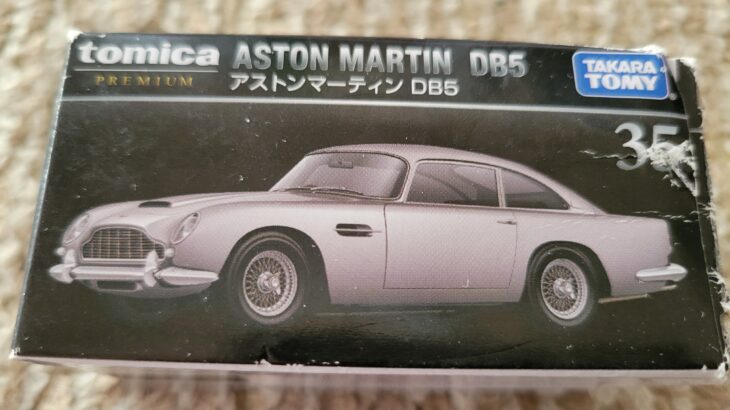 tomica ASTON MARTIN DB5
PREMIUM
アストンマーティン DB5
TAKARA
TOMY
35